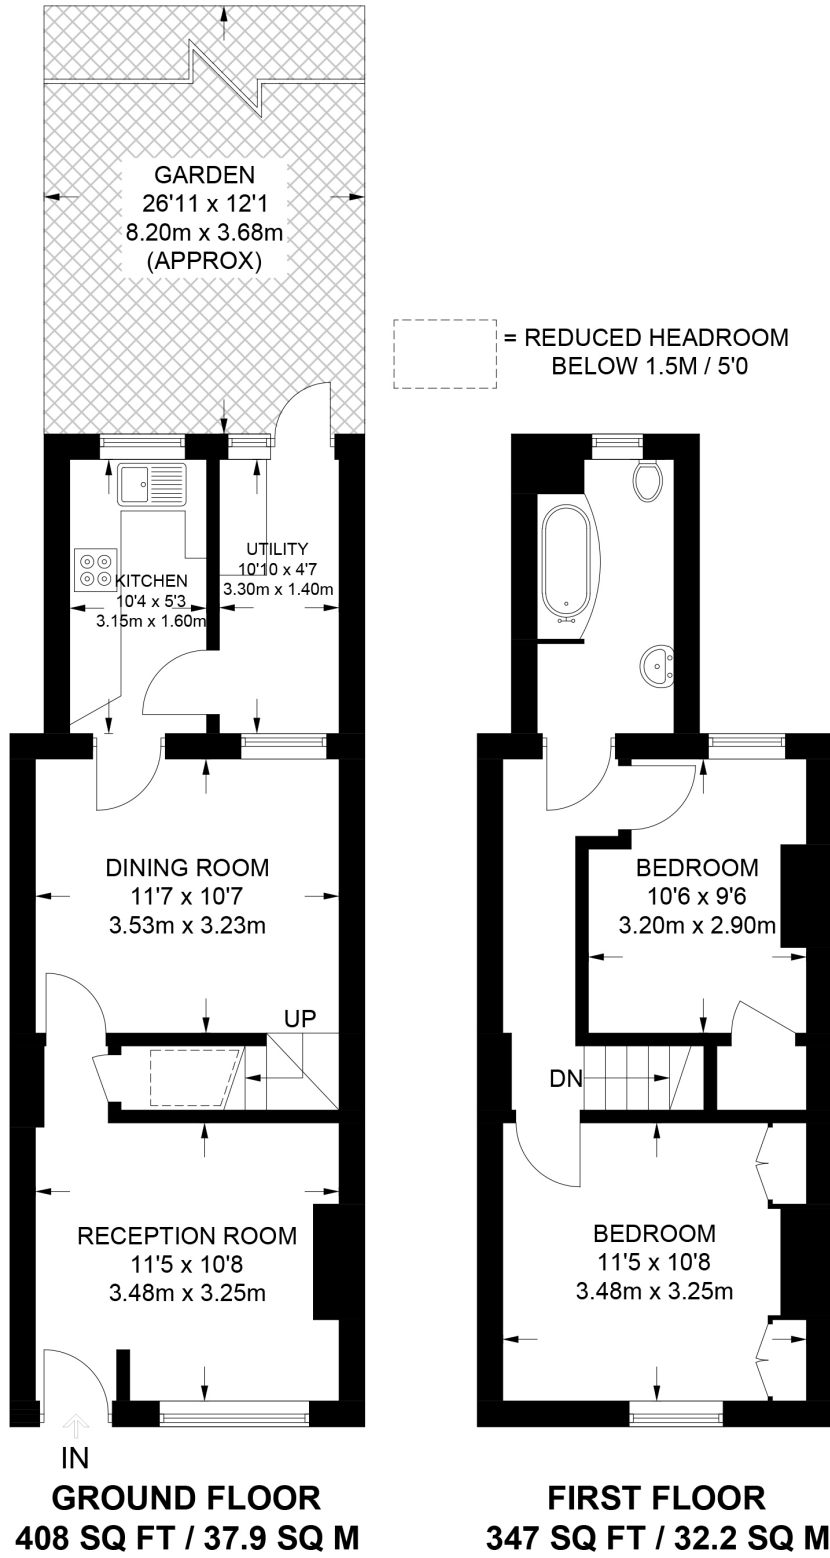 GARDEN
26'11 x 12'1
8.20m x 3.68m
(APPROX)
= REDUCED HEADROOM
BELOW 1.5M / 5'0
KITCHEN
10'4 x 5'3
3.15m x 1.60m
UTILITY
10'10 x 4'7
3.30m x 1.40m
DINING ROOM
11'7 x 10'7
3.53m x 3.23m
UP
RECEPTION ROOM
11'5 x 10'8
3.48m x 3.25m
IN
GROUND FLOOR
408 SQ FT / 37.9 SQ M
BEDROOM
10'6 x 9'6
3.20m x 2.90m
DN
BEDROOM
11'5 x 10'8
3.48m x 3.25m
FIRST FLOOR
347 SQ FT / 32.2 SQ M